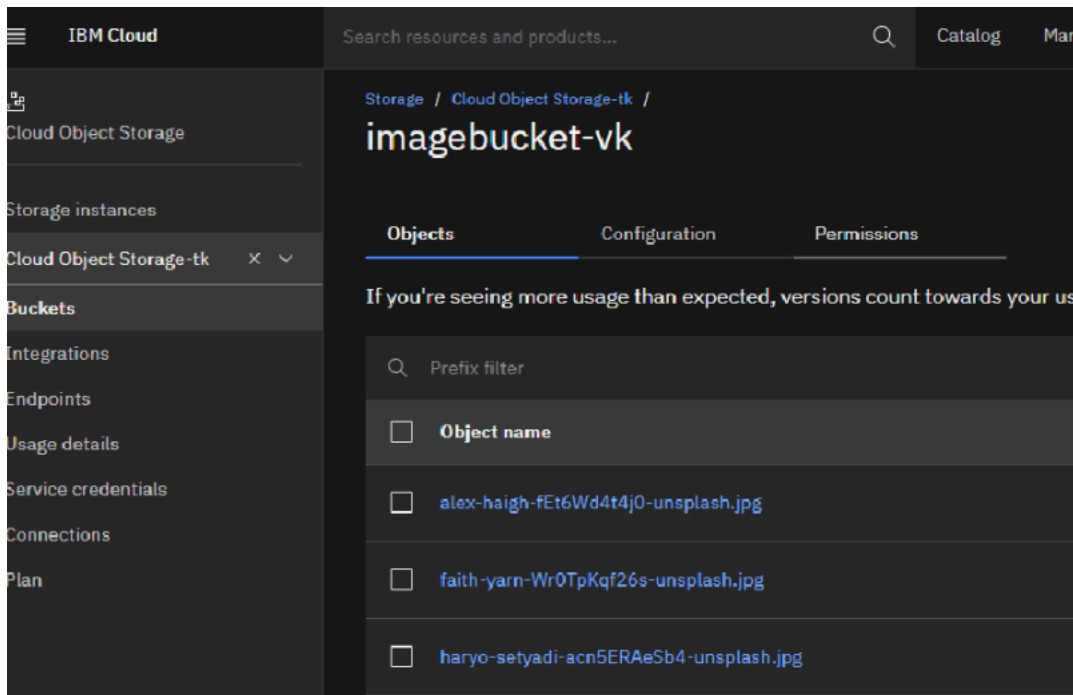 IBM Cloud
Search resources and products...
Catalog
Cloud Object Storage
Storage instances
Cloud Object Storage-tk
Buckets
Integrations
Endpoints
Usage details
Service credentials
Connections
Plan
Storage / Cloud Object Storage-tk /
imagebucket-vk
Objects Configuration Permissions
If you're seeing more usage than expected, versions count towards your
Prefix filter
Object name
alex-haigh-fEt6Wd4t4j0-unsplash.jpg
faith-yarn-Wr0TpKqf26s-unsplash.jpg
haryo-setyadi-acn5ERAeSb4-unsplash.jpg